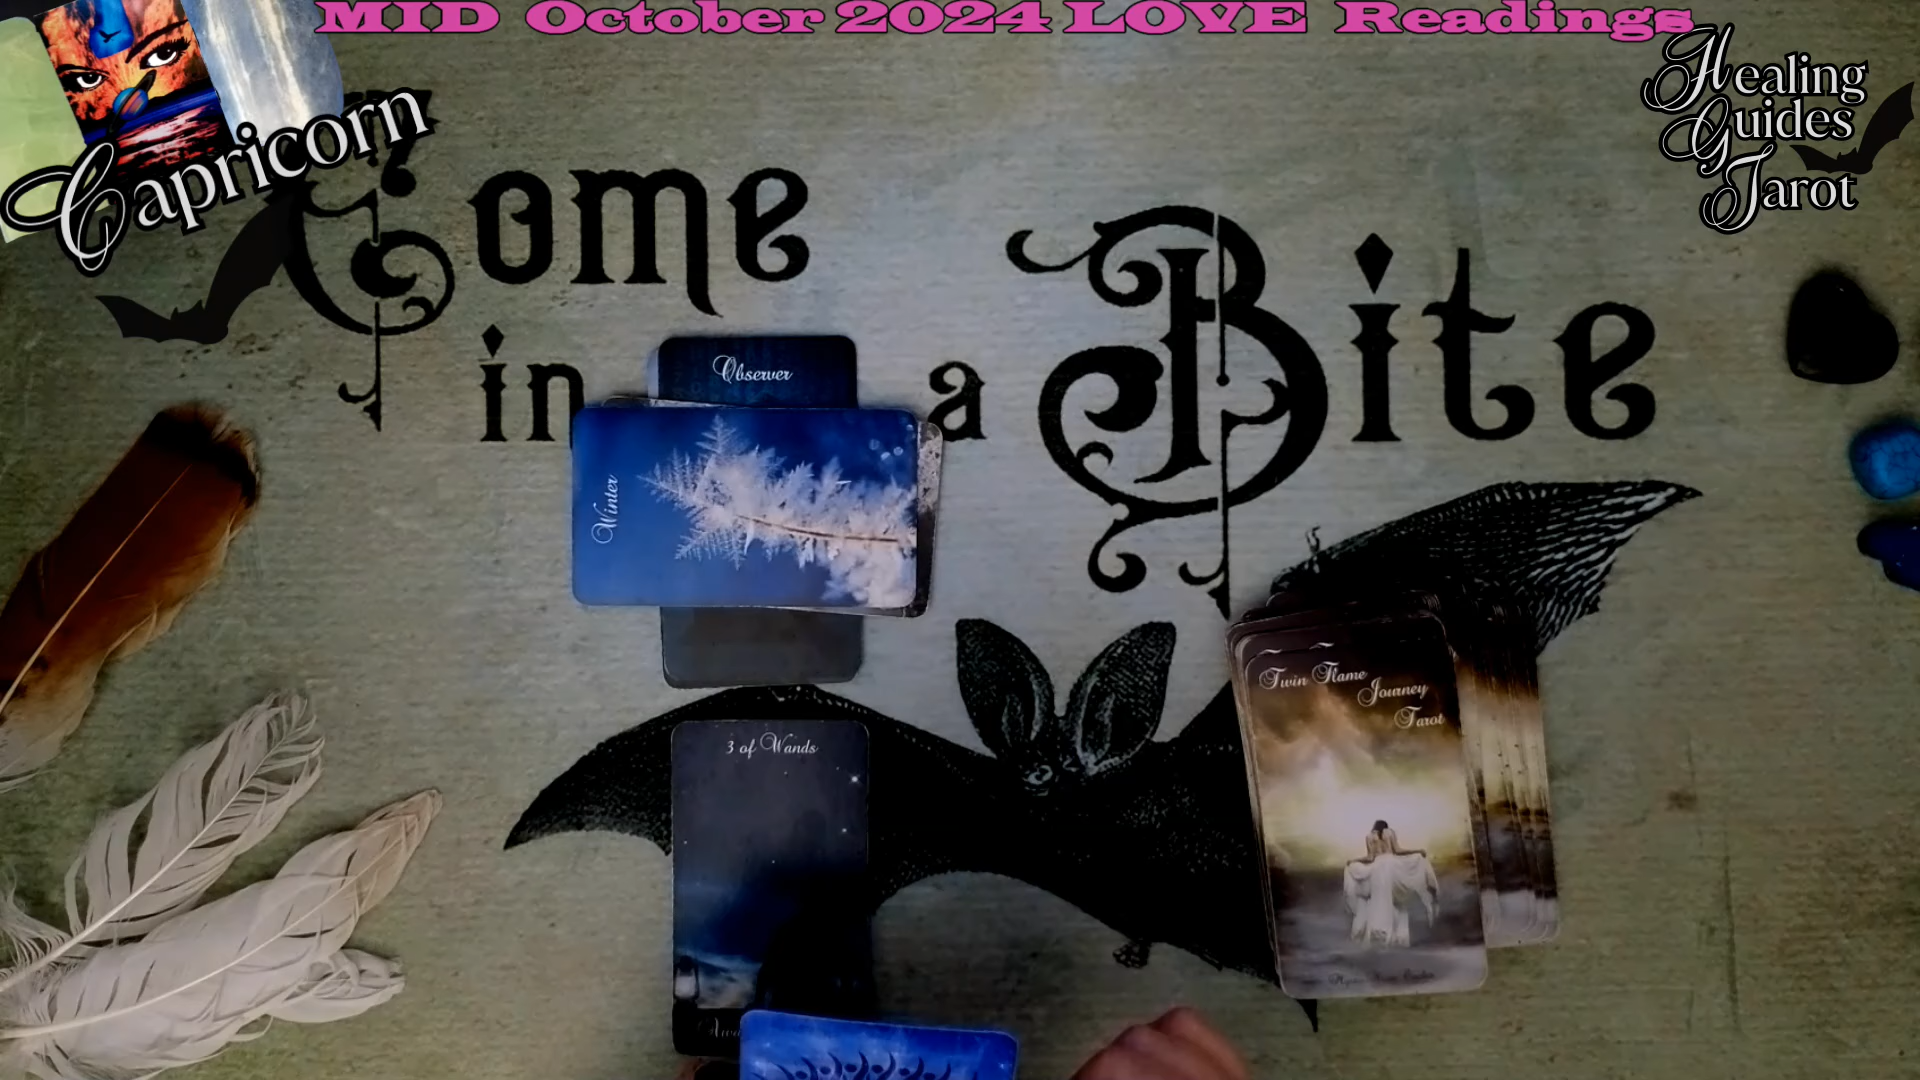 MID October 2024 LOVE Readings
Capricorn
Healing
Guides
Tarot
Come
in a Bite
Observer
Winter
3 of Wands
Twin Flame
Journey
Tarot